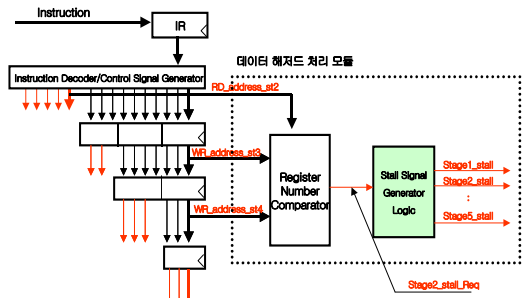 Instruction
IR
데이터 해저드 처리 모듈
Instruction Decoder/Control Signal Generator
RD_address_st2
WR_address_st3
WR_address_st4
Register
Number
Comparator
Stall Signal
Generator
Logic
Stage1_stall
Stage2_stall
:
Stage5_stall
Stage2_stall_Req